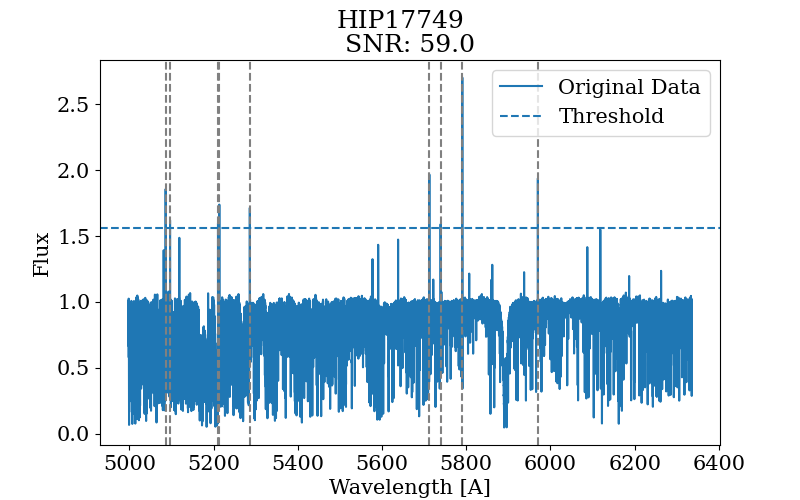 HIP17749
SNR: 59.0
Original Data
Threshold
Flux
2.5
2.0
1.5
1.0
0.5
0.0
5000 5200 5400 5600 5800 6000 6200 6400
Wavelength [A]